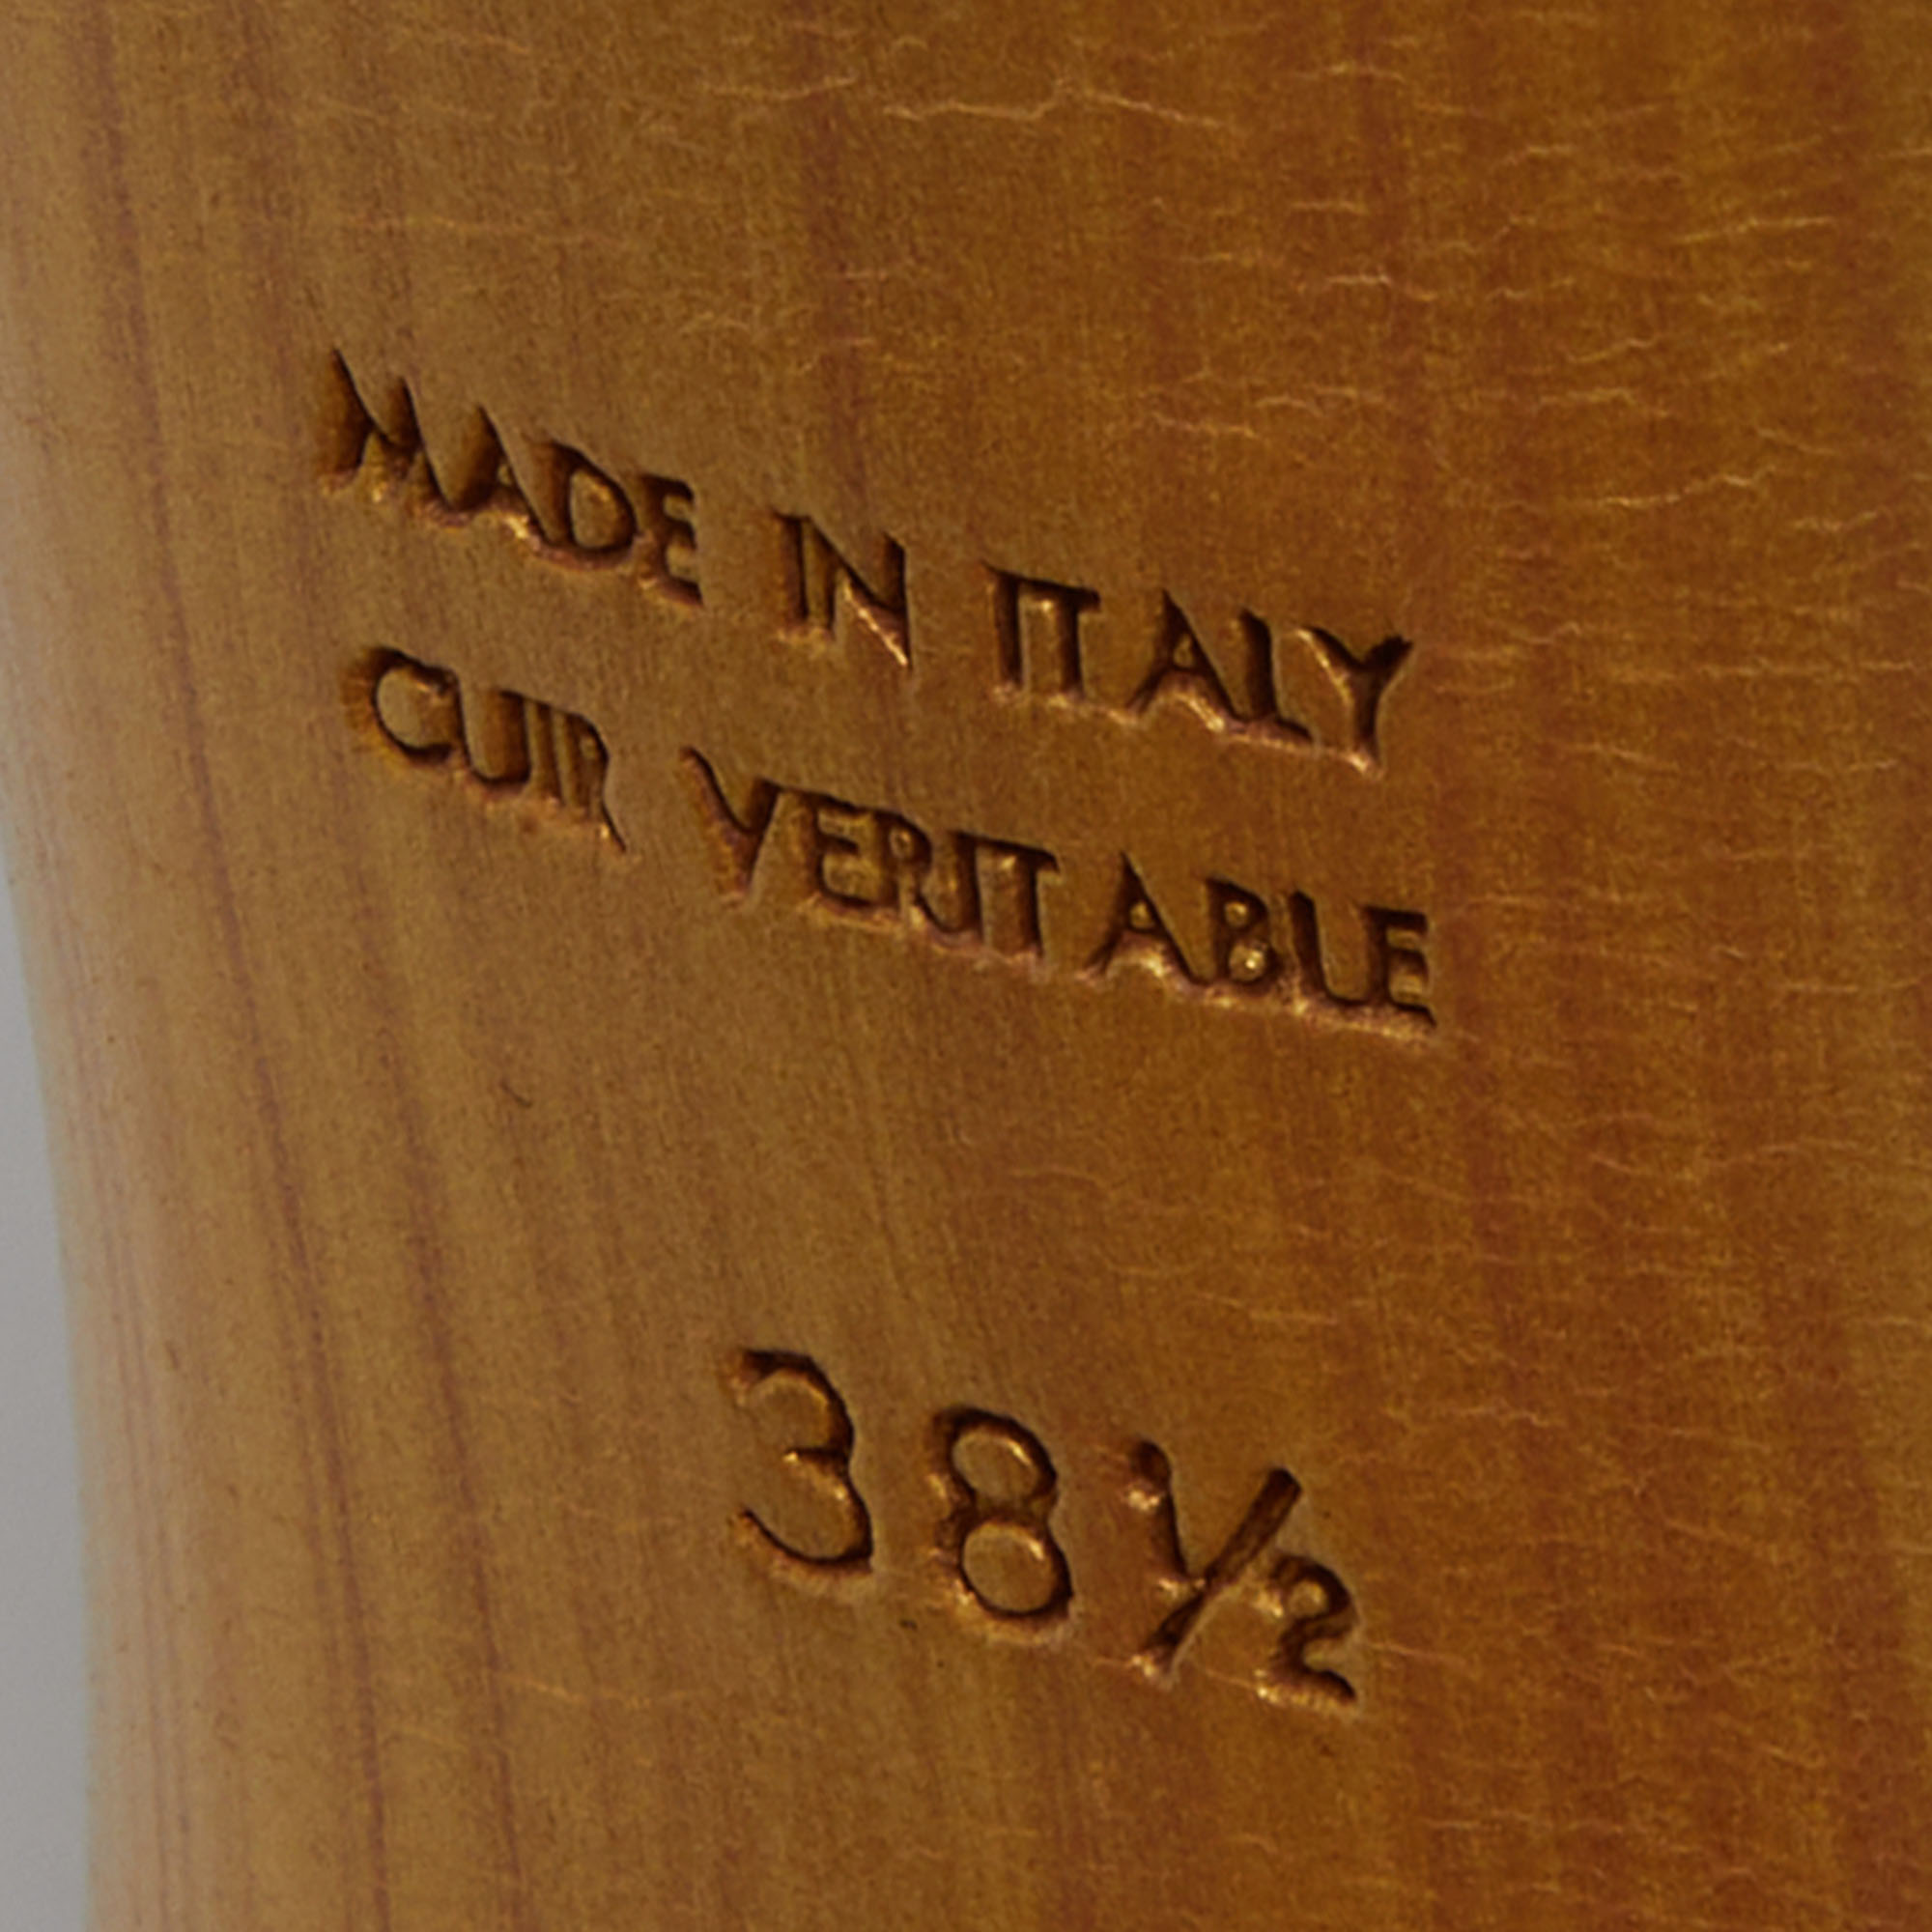 MADE IN ITALY
CUIR VERITABLE
38½